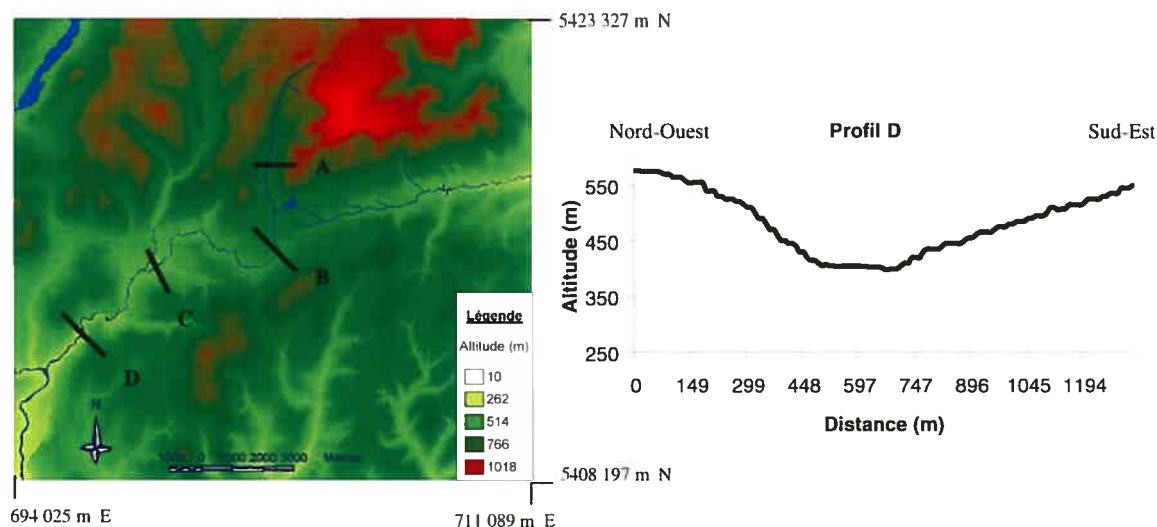 5423 327 m N
A
B
C
D
N
Légende
Altitude (m)
10
262
514
766
1018
5408 197 m N
694 025 m E
711 089 m E
Nord-Ouest Profil D Sud-Est
Altitude (m)
550
450
350
250
0 149 299 448 597 747 896 1045 1194
Distance (m)